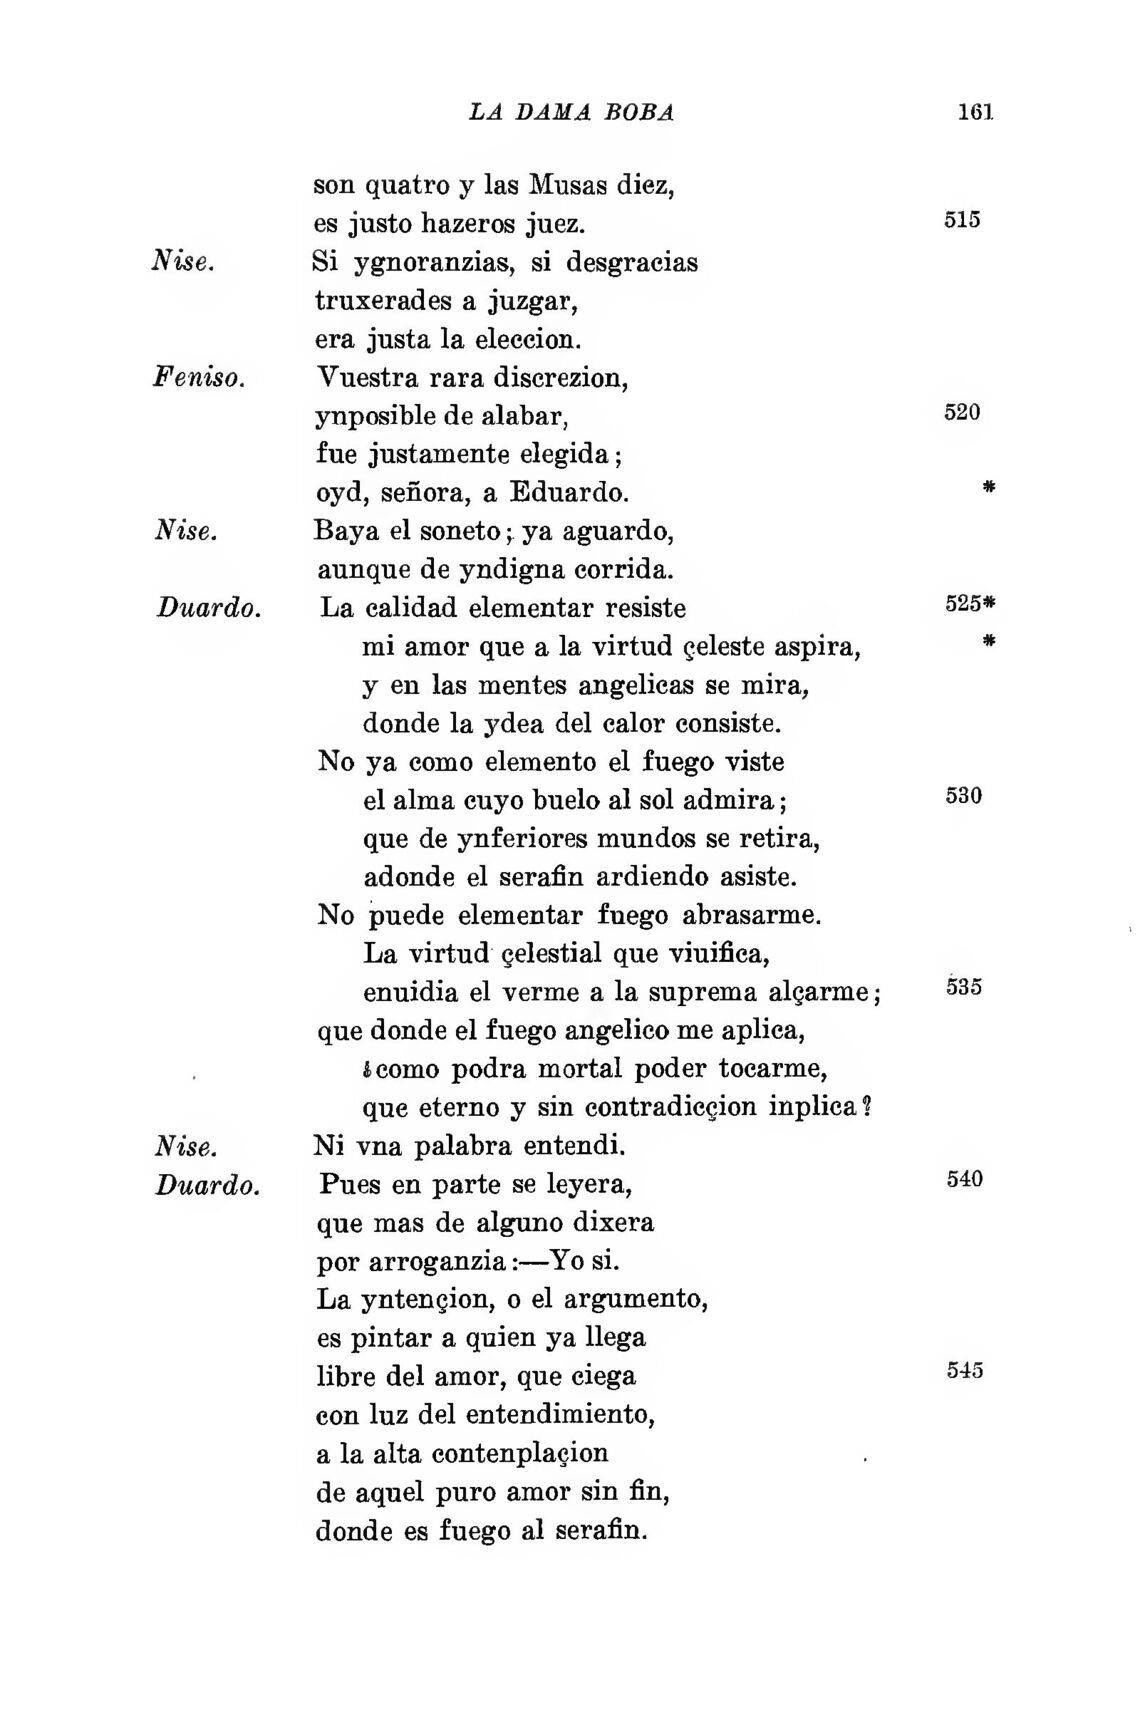 LA DAMA BOBA 161
son quatro y las Musas diez,
es justo hazeros juez. 515
Nise. Si ygnoranzias, si desgracias
truxerades a juzgar,
era justa la eleccion.
Feniso. Vuestra rara discrezion,
ynposible de alabar, 520
fue justamente elegida;
oyd, señora, a Eduardo. *
Nise. Baya el soneto; ya aguardo,
aunque de yndigna corrida.
Duardo. La calidad elementar resiste 525*
mi amor que a la virtud çeleste aspira, *
y en las mentes angelicas se mira,
donde la ydea del calor consiste.
No ya como elemento el fuego viste
el alma cuyo buelo al sol admira; 530
que de ynferiores mundos se retira,
adonde el serafin ardiendo asiste.
No puede elementar fuego abrasarme.
La virtud çelestial que viuifica,
enuidia el verme a la suprema alçarme; 535
que donde el fuego angelico me aplica,
¿como podra mortal poder tocarme,
que eterno y sin contradicçion inplica?
Nise. Ni vna palabra entendi.
Duardo. Pues en parte se leyera, 540
que mas de alguno dixera
por arroganzia:—Yo si.
La yntençion, o el argumento,
es pintar a quien ya llega
libre del amor, que ciega 545
con luz del entendimiento,
a la alta contenplaçion
de aquel puro amor sin fin,
donde es fuego al serafin.